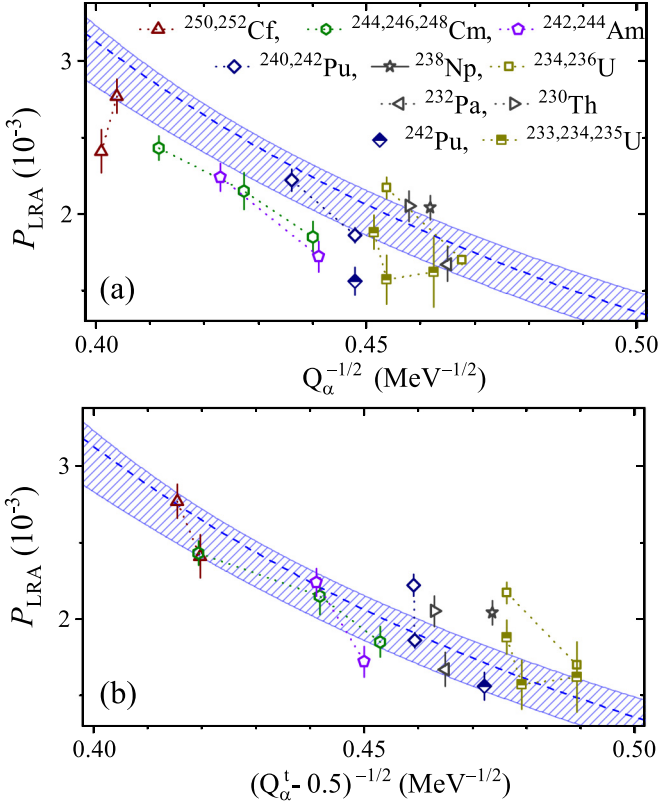 250,252Cf, 244,246,248Cm, 242,244Am
240,242Pu, 238Np, 234,236U
232Pa, 230Th
242Pu, 233,234,235U
3
2
P_LRA (10^-3)
(a)
0.40 0.45 0.50
Q_α^-1/2 (MeV^-1/2)
3
2
P_LRA (10^-3)
(b)
0.40 0.45 0.50
(Q_α^t - 0.5)^-1/2 (MeV^-1/2)